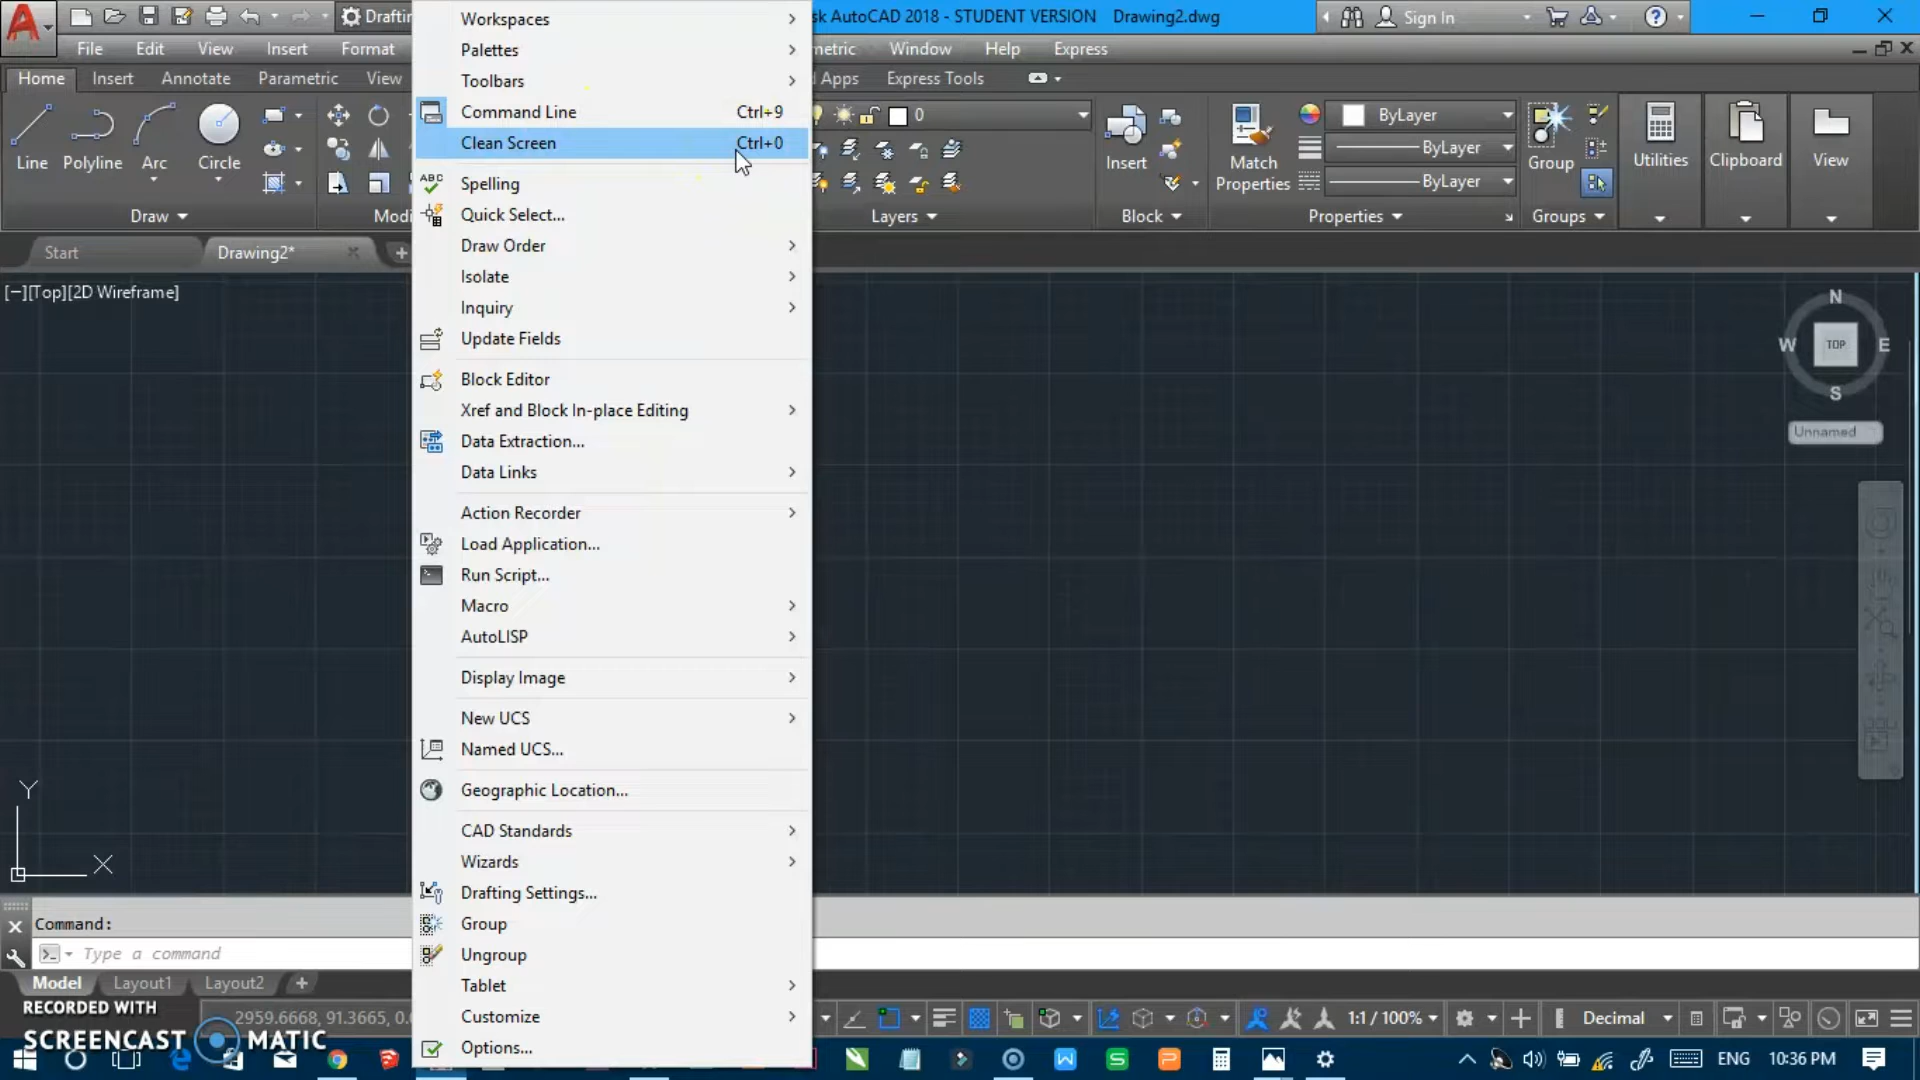 Drafti
sk AutoCAD 2018 - STUDENT VERSION Drawing2.dwg
Sign In
File Edit View Insert Format
metric Window Help Express
Home Insert Annotate Parametric View
d Apps Express Tools
Line Polyline Arc Circle
0
Insert
Match
Properties
ByLayer
ByLayer
ByLayer
Group
Utilities Clipboard View
Draw Modi Layers Block Properties Groups
Start Drawing2*
[−][Top][2D Wireframe]
Workspaces
Palettes
Toolbars
Command Line Ctrl+9
Clean Screen Ctrl+0
ABC
Spelling
Quick Select...
Draw Order
Isolate
Inquiry
Update Fields
Block Editor
Xref and Block In-place Editing
Data Extraction...
Data Links
Action Recorder
Load Application...
Run Script...
Macro
AutoLISP
Display Image
New UCS
Named UCS...
Geographic Location...
CAD Standards
Wizards
Drafting Settings...
Group
Ungroup
Tablet
Customize
Options...
N
W TOP E
S
Unnamed
Y
X
Command:
Type a command
Model Layout1 Layout2
RECORDED WITH
SCREENCAST MATIC
2959.6668, 91.3665, 0.
1:1 / 100% Decimal
ENG 10:36 PM